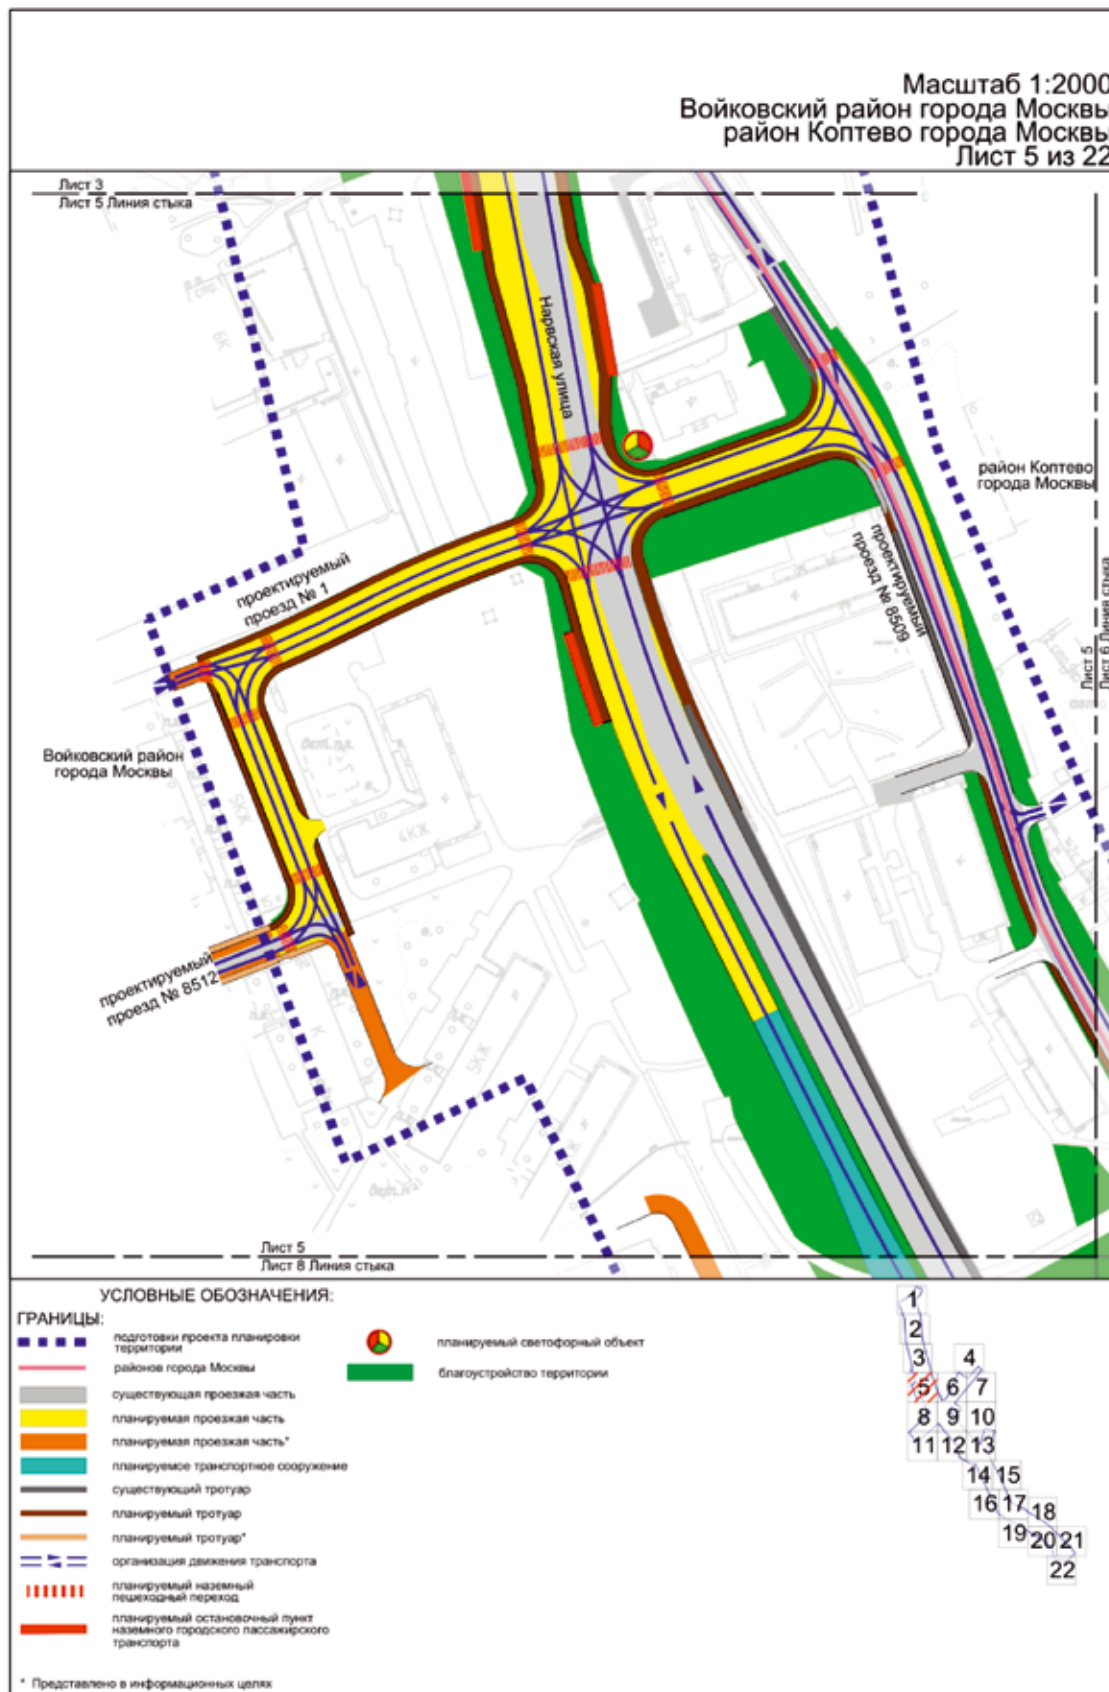 Масштаб 1:2000
Войковский район города Москвы
район Коптево города Москвы
Лист 5 из 22
Лист 3
Лист 5 Линия стыка
6К
Нарвская улица
район Коптево
города Москвы
проектируемый
проезд № 1
проектируемый
проезд № 8509
Лист 5
Лист 6 Линия стыка
Войковский район
города Москвы
дет. пл.
5КЖ
4КЖ
проектируемый
проезд № 8512
5КЖ
Лист 5
Лист 8 Линия стыка
УСЛОВНЫЕ ОБОЗНАЧЕНИЯ:
ГРАНИЦЫ:
подготовки проекта планировки
территории
районов города Москвы
существующая проезжая часть
планируемая проезжая часть
планируемая проезжая часть*
планируемое транспортное сооружение
существующий тротуар
планируемый тротуар
планируемый тротуар*
организация движения транспорта
планируемый наземный
пешеходный переход
планируемый остановочный пункт
наземного городского пассажирского
транспорта
планируемый светофорный объект
благоустройство территории
* Представлено в информационных целях
1
2
3 4
5 6 7
8 9 10
11 12 13
14 15
16 17 18
19 20 21
22